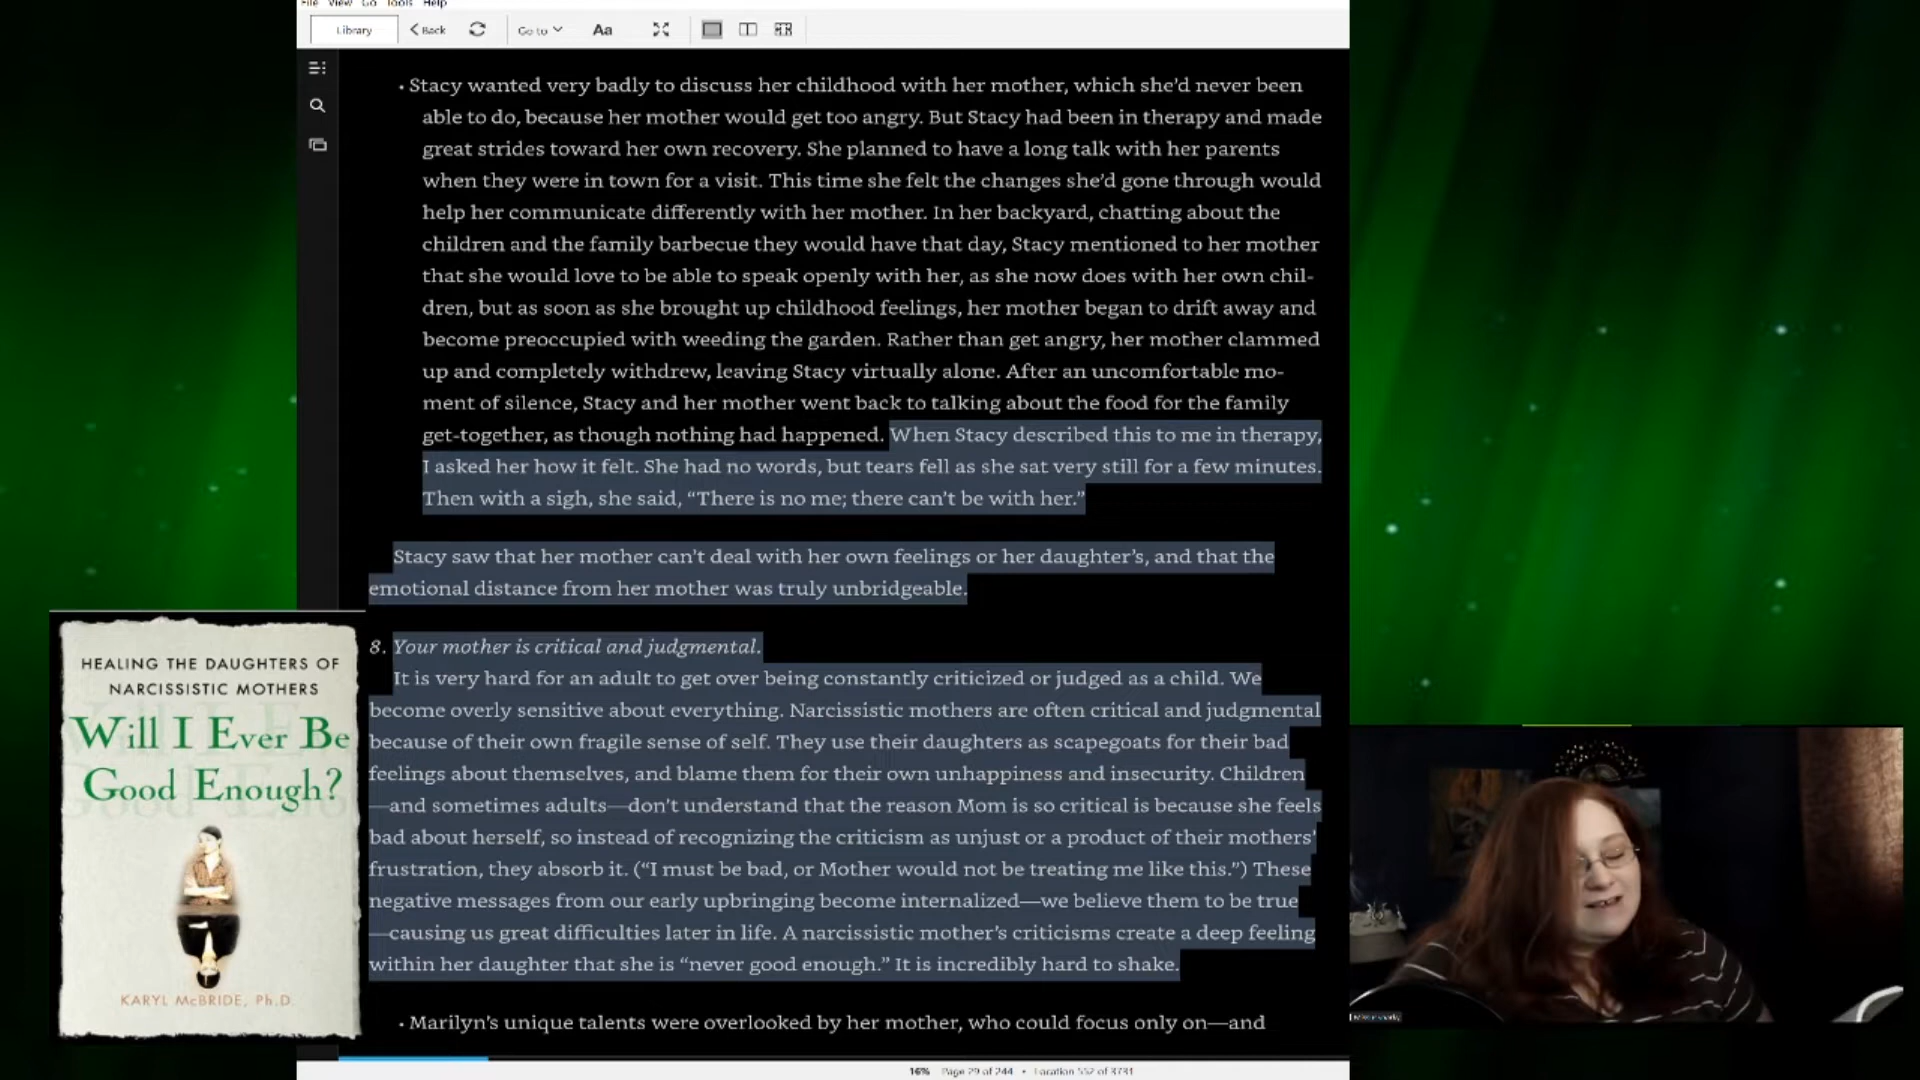 File View Go Tools Help
Library Back Go to Aa
• Stacy wanted very badly to discuss her childhood with her mother, which she’d never been
able to do, because her mother would get too angry. But Stacy had been in therapy and made
great strides toward her own recovery. She planned to have a long talk with her parents
when they were in town for a visit. This time she felt the changes she’d gone through would
help her communicate differently with her mother. In her backyard, chatting about the
children and the family barbecue they would have that day, Stacy mentioned to her mother
that she would love to be able to speak openly with her, as she now does with her own chil-
dren, but as soon as she brought up childhood feelings, her mother began to drift away and
become preoccupied with weeding the garden. Rather than get angry, her mother clammed
up and completely withdrew, leaving Stacy virtually alone. After an uncomfortable mo-
ment of silence, Stacy and her mother went back to talking about the food for the family
get-together, as though nothing had happened. When Stacy described this to me in therapy,
I asked her how it felt. She had no words, but tears fell as she sat very still for a few minutes.
Then with a sigh, she said, “There is no me; there can’t be with her.”
Stacy saw that her mother can’t deal with her own feelings or her daughter’s, and that the
emotional distance from her mother was truly unbridgeable.
8. Your mother is critical and judgmental.
It is very hard for an adult to get over being constantly criticized or judged as a child. We
become overly sensitive about everything. Narcissistic mothers are often critical and judgmental
because of their own fragile sense of self. They use their daughters as scapegoats for their bad
feelings about themselves, and blame them for their own unhappiness and insecurity. Children
—and sometimes adults—don’t understand that the reason Mom is so critical is because she feels
bad about herself, so instead of recognizing the criticism as unjust or a product of their mothers’
frustration, they absorb it. (“I must be bad, or Mother would not be treating me like this.”) These
negative messages from our early upbringing become internalized—we believe them to be true
—causing us great difficulties later in life. A narcissistic mother’s criticisms create a deep feeling
within her daughter that she is “never good enough.” It is incredibly hard to shake.
• Marilyn’s unique talents were overlooked by her mother, who could focus only on—and
16% Page 29 of 244 • Location 552 of 3731
HEALING THE DAUGHTERS OF
NARCISSISTIC MOTHERS
Will I Ever Be
Good Enough?
KARYL McBRIDE, Ph.D.